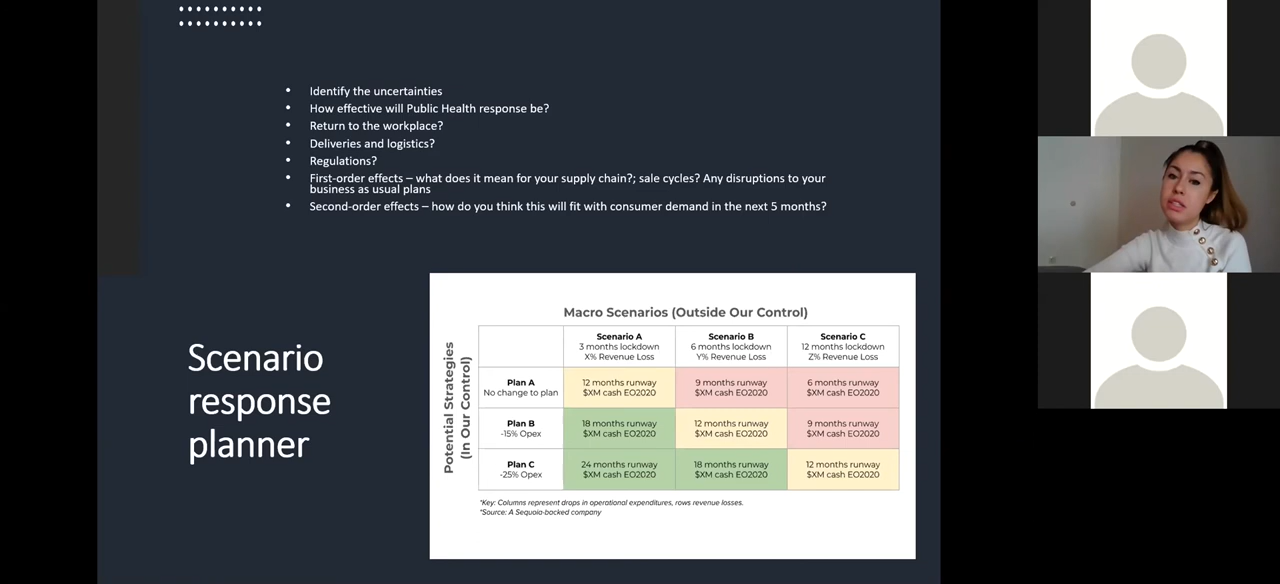 • Identify the uncertainties
• How effective will Public Health response be?
• Return to the workplace?
• Deliveries and logistics?
• Regulations?
• First-order effects – what does it mean for your supply chain?; sale cycles? Any disruptions to your
business as usual plans
• Second-order effects – how do you think this will fit with consumer demand in the next 5 months?
Scenario
response
planner
Macro Scenarios (Outside Our Control)
Potential Strategies
(In Our Control)
Scenario A Scenario B Scenario C
3 months lockdown 6 months lockdown 12 months lockdown
X% Revenue Loss Y% Revenue Loss Z% Revenue Loss
Plan A 12 months runway 9 months runway 6 months runway
No change to plan $XM cash EO2020 $XM cash EO2020 $XM cash EO2020
Plan B 18 months runway 12 months runway 9 months runway
-15% Opex $XM cash EO2020 $XM cash EO2020 $XM cash EO2020
Plan C 24 months runway 18 months runway 12 months runway
-25% Opex $XM cash EO2020 $XM cash EO2020 $XM cash EO2020
*Key: Columns represent drops in operational expenditures, rows revenue losses.
*Source: A Sequoia-backed company